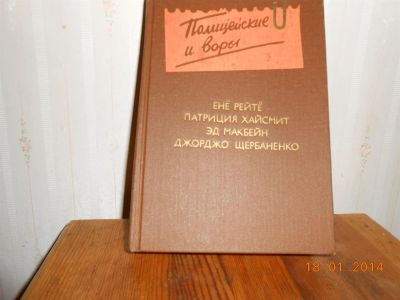 Полицейские
и воры
ЕНЁ РЕЙТЁ
ПАТРИЦИЯ ХАЙСМИТ
ЭД МАКБЕЙН
ДЖОРДЖО ЩЕРБАНЕНКО
18 01 2014